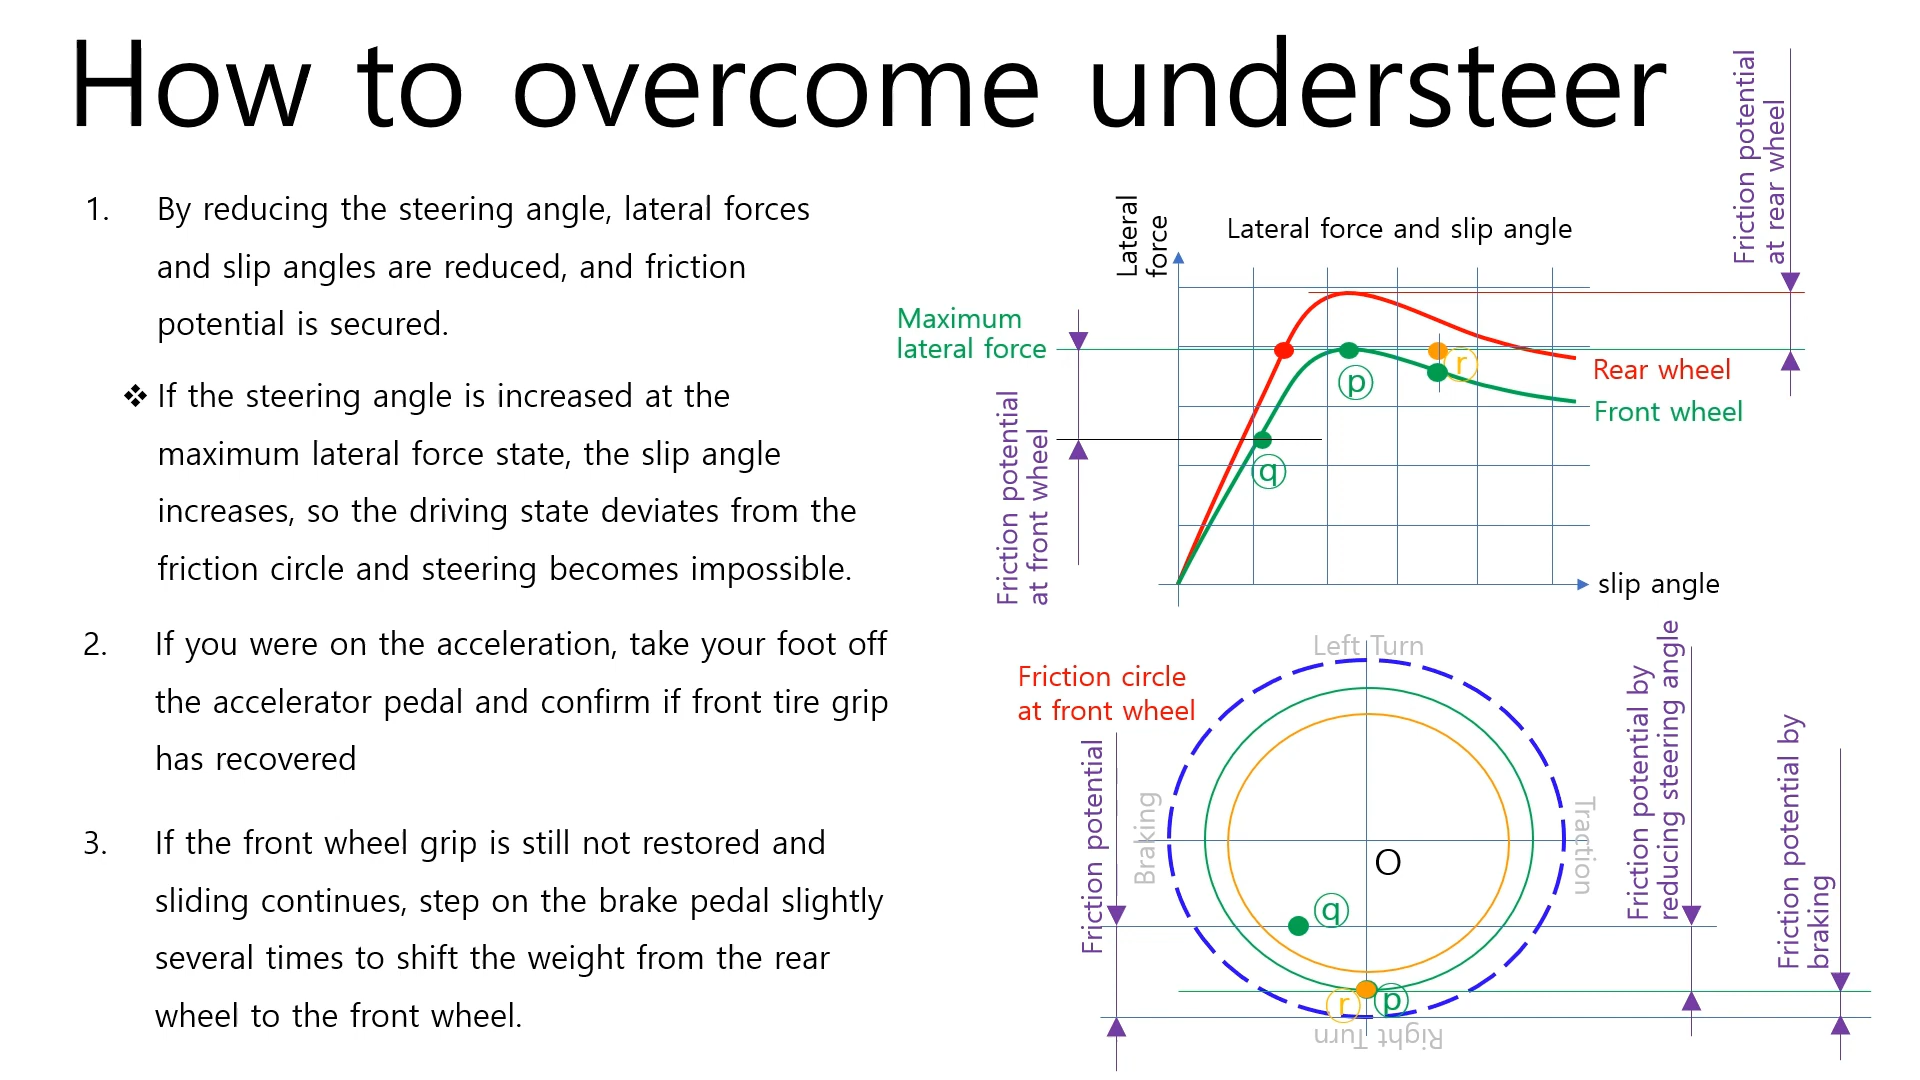 How to overcome understeer
1. By reducing the steering angle, lateral forces
and slip angles are reduced, and friction
potential is secured.
❖ If the steering angle is increased at the
maximum lateral force state, the slip angle
increases, so the driving state deviates from the
friction circle and steering becomes impossible.
2. If you were on the acceleration, take your foot off
the accelerator pedal and confirm if front tire grip
has recovered
3. If the front wheel grip is still not restored and
sliding continues, step on the brake pedal slightly
several times to shift the weight from the rear
wheel to the front wheel.
Friction potential
at rear wheel
Lateral
force
Lateral force and slip angle
Maximum
lateral force
Friction potential
at front wheel
ⓟ
ⓡ
ⓠ
Rear wheel
Front wheel
slip angle
Left Turn
Friction circle
at front wheel
Friction potential
Braking
Traction
O
ⓠ
ⓡ
ⓟ
Right Turn
Friction potential by
reducing steering angle
Friction potential by
braking